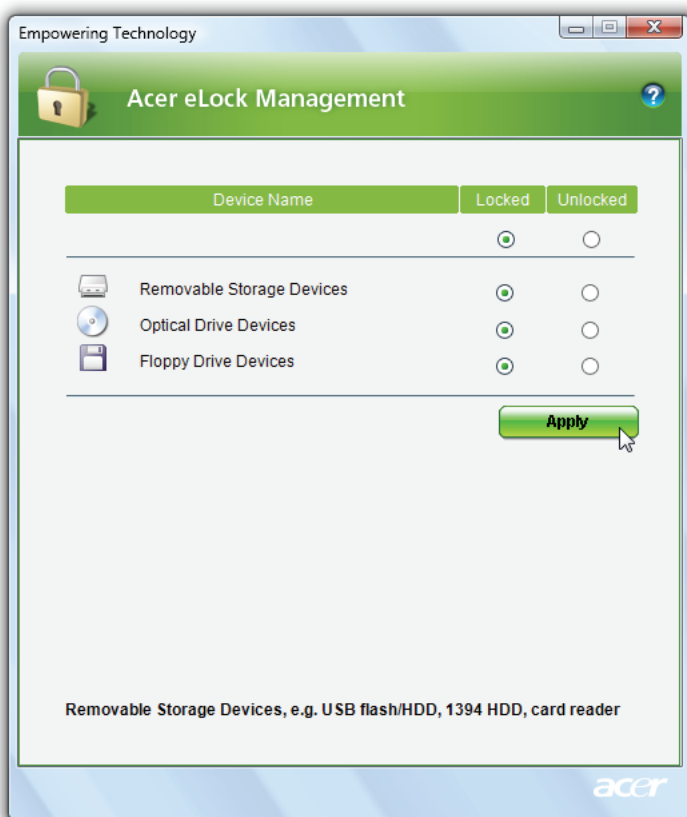 Empowering Technology
Acer eLock Management
?
Device Name Locked Unlocked
Removable Storage Devices
Optical Drive Devices
Floppy Drive Devices
Apply
Removable Storage Devices, e.g. USB flash/HDD, 1394 HDD, card reader
acer